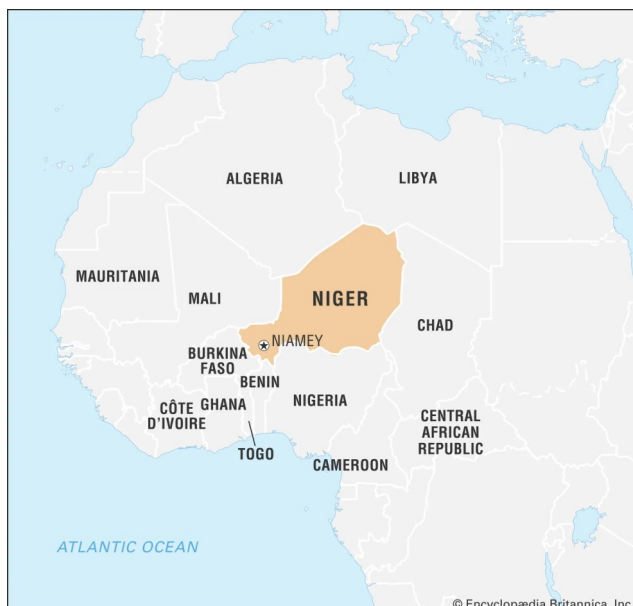 ALGERIA
LIBYA
MAURITANIA
MALI
NIGER
CHAD
NIAMEY
BURKINA
FASO
BENIN
NIGERIA
CÔTE
D'IVOIRE
GHANA
TOGO
CAMEROON
CENTRAL
AFRICAN
REPUBLIC
ATLANTIC OCEAN
© Encyclopædia Britannica, Inc.